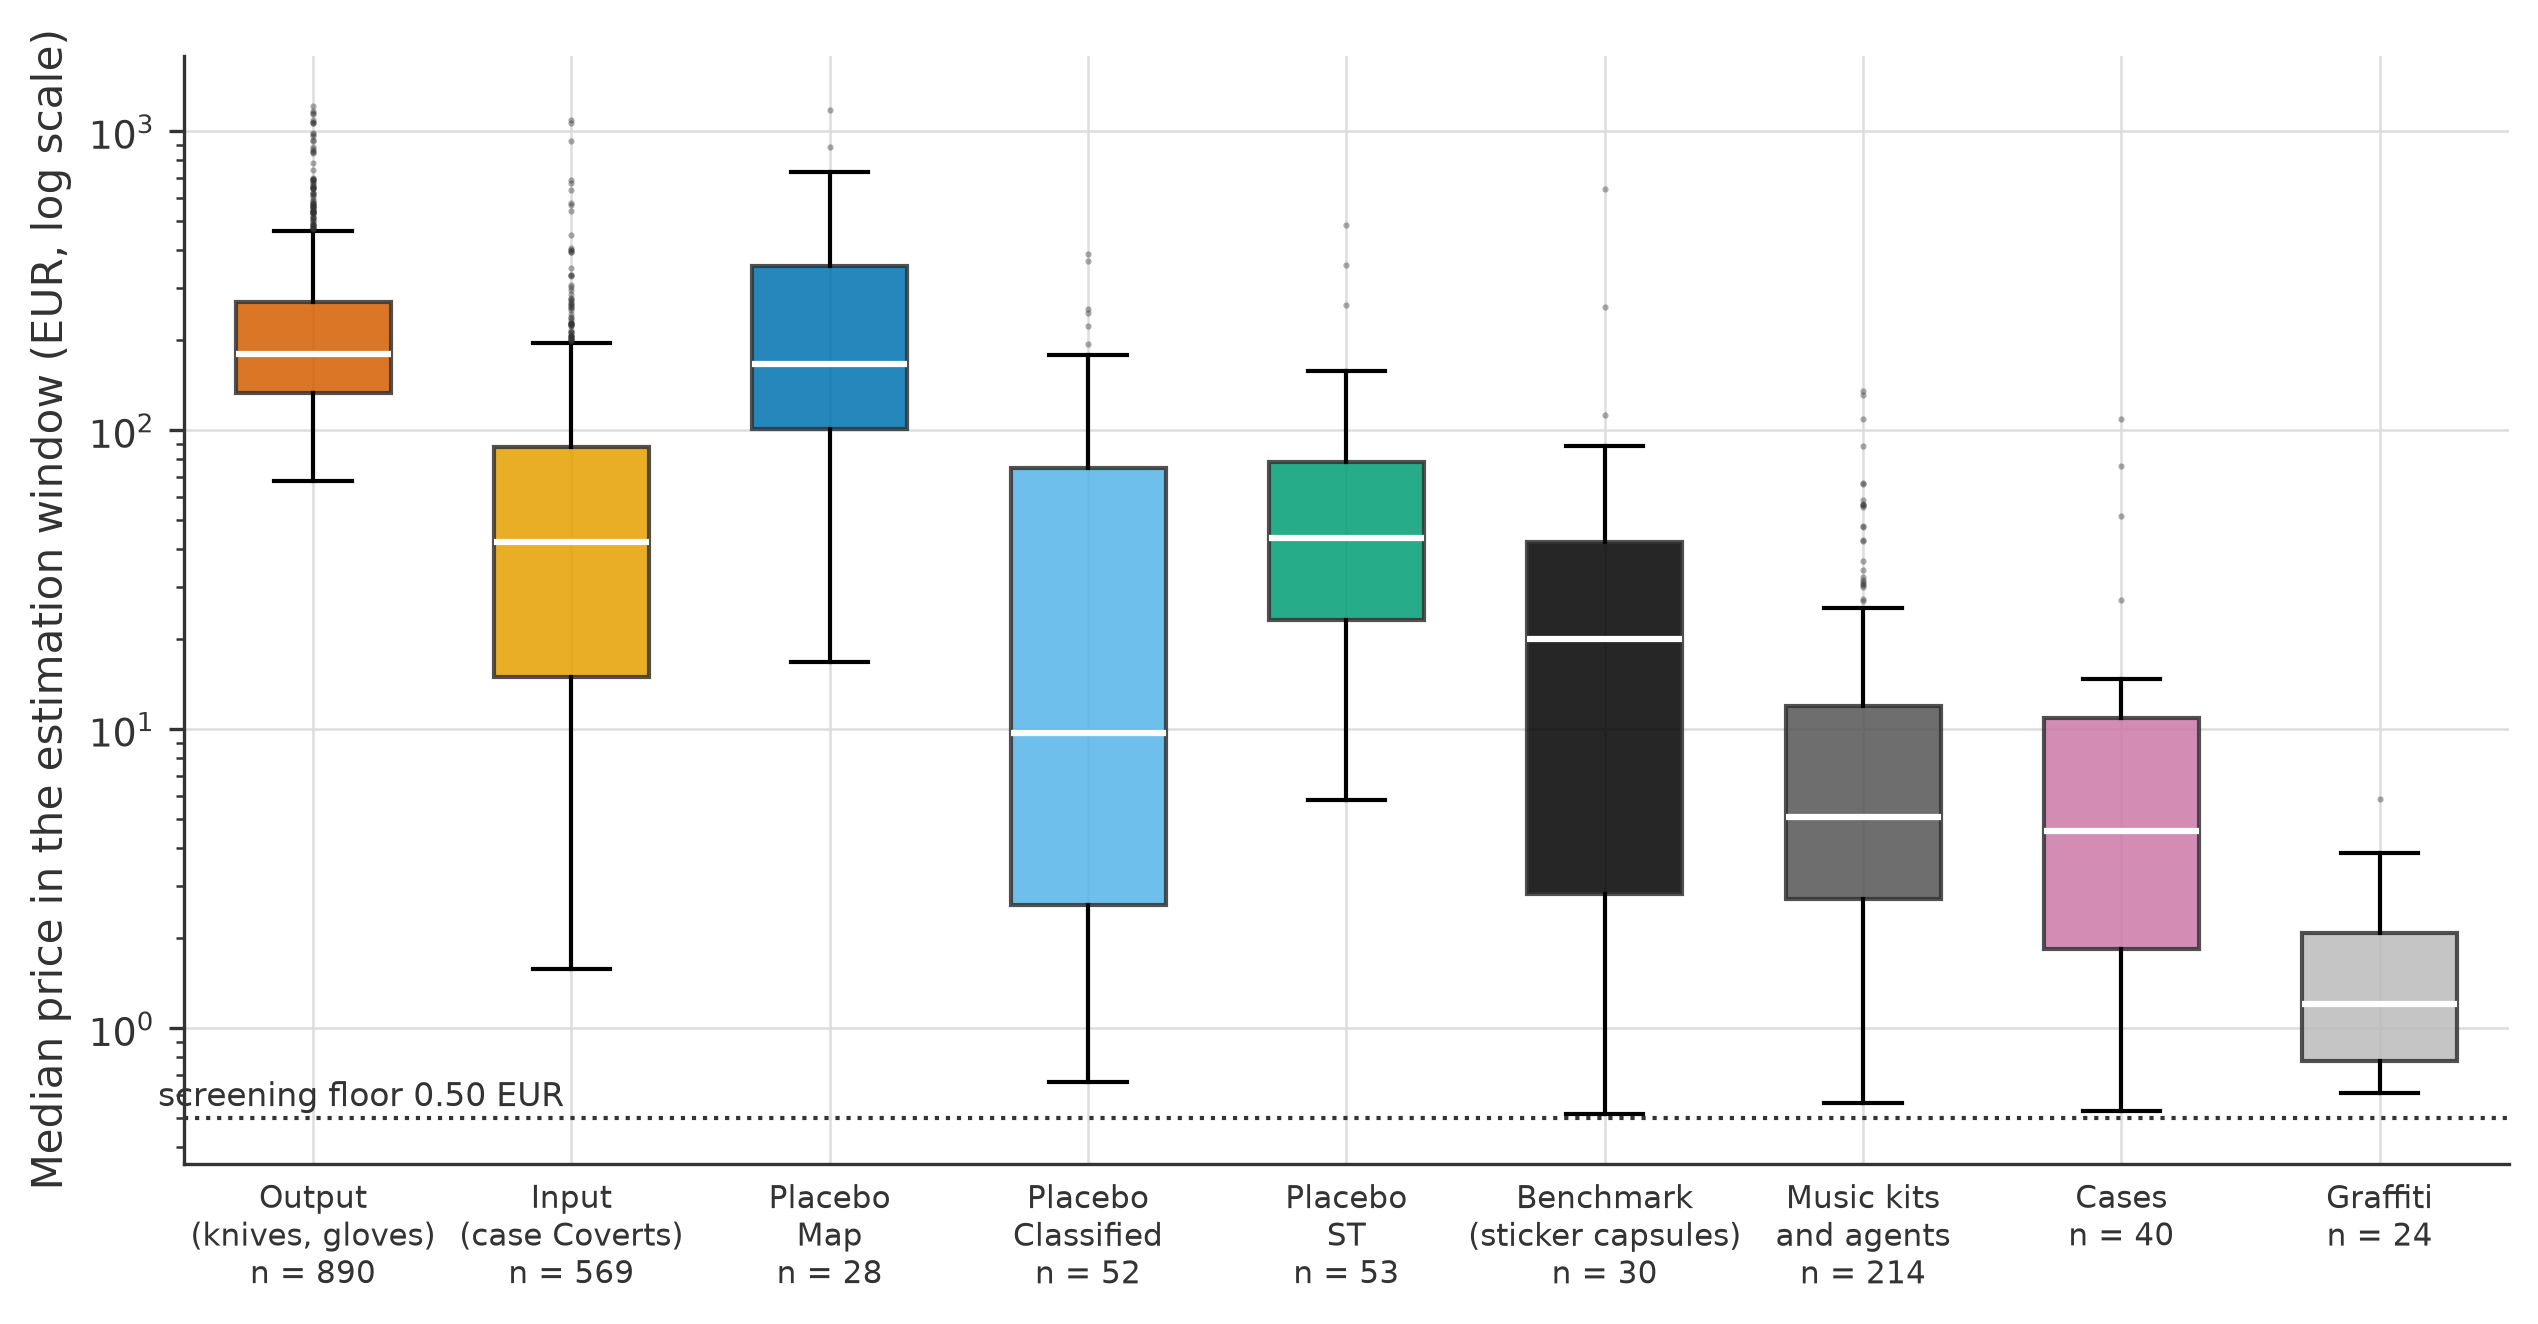 Median price in the estimation window (EUR, log scale)
10³
10²
10¹
10⁰
screening floor 0.50 EUR
Output
(knives, gloves)
n = 890
Input
(case Coverts)
n = 569
Placebo
Map
n = 28
Placebo
Classified
n = 52
Placebo
ST
n = 53
Benchmark
(sticker capsules)
n = 30
Music kits
and agents
n = 214
Cases
n = 40
Graffiti
n = 24